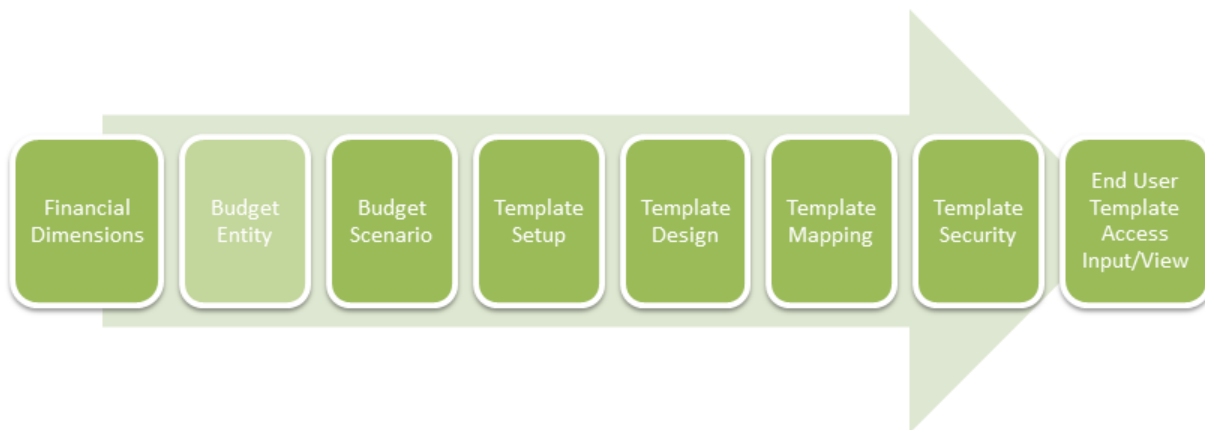 Financial
Dimensions
Budget
Entity
Budget
Scenario
Template
Setup
Template
Design
Template
Mapping
Template
Security
End User
Template
Access
Input/View